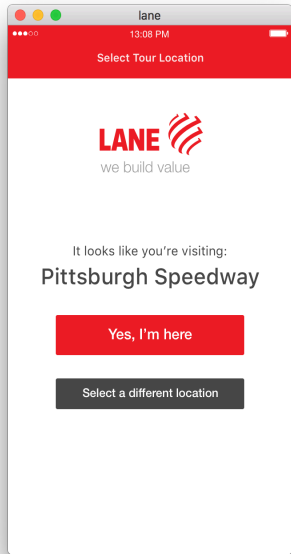 lane
13:08 PM
Select Tour Location
LANE
we build value
It looks like you're visiting:
Pittsburgh Speedway
Yes, I'm here
Select a different location